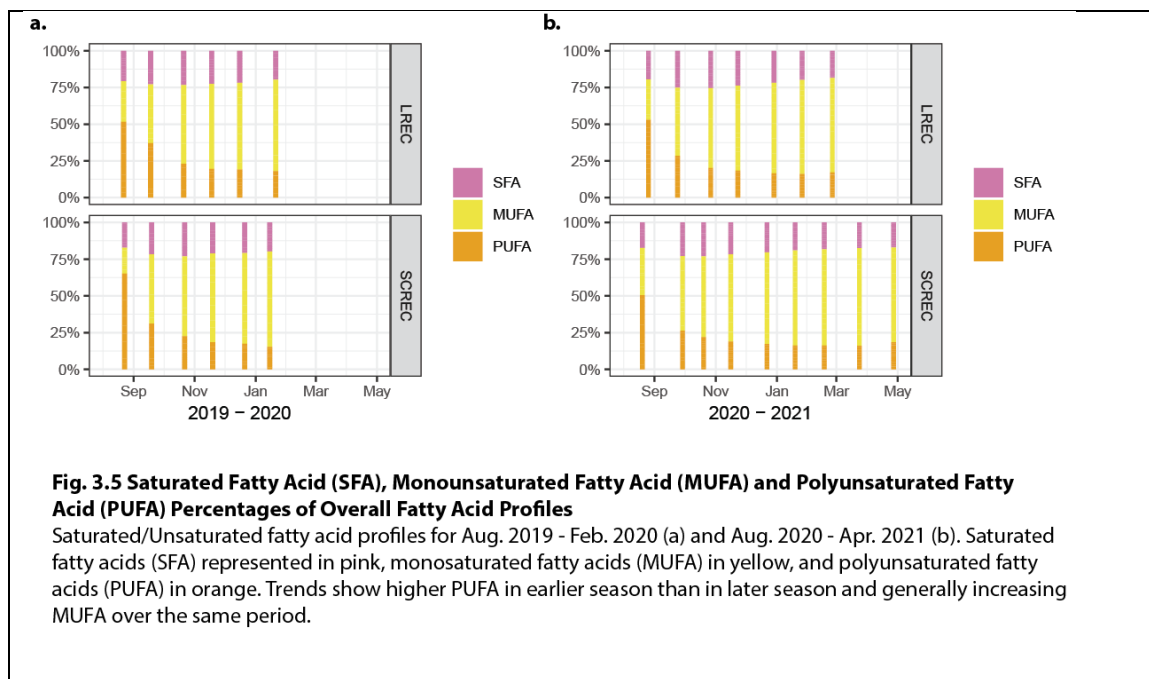 a.
100%
75%
50%
25%
0%
LREC
100%
75%
50%
25%
0%
SCREC
Sep Nov Jan Mar May
2019 − 2020
SFA
MUFA
PUFA
b.
100%
75%
50%
25%
0%
LREC
100%
75%
50%
25%
0%
SCREC
Sep Nov Jan Mar May
2020 − 2021
SFA
MUFA
PUFA
Fig. 3.5 Saturated Fatty Acid (SFA), Monounsaturated Fatty Acid (MUFA) and Polyunsaturated Fatty
Acid (PUFA) Percentages of Overall Fatty Acid Profiles
Saturated/Unsaturated fatty acid profiles for Aug. 2019 - Feb. 2020 (a) and Aug. 2020 - Apr. 2021 (b). Saturated
fatty acids (SFA) represented in pink, monosaturated fatty acids (MUFA) in yellow, and polyunsaturated fatty
acids (PUFA) in orange. Trends show higher PUFA in earlier season than in later season and generally increasing
MUFA over the same period.